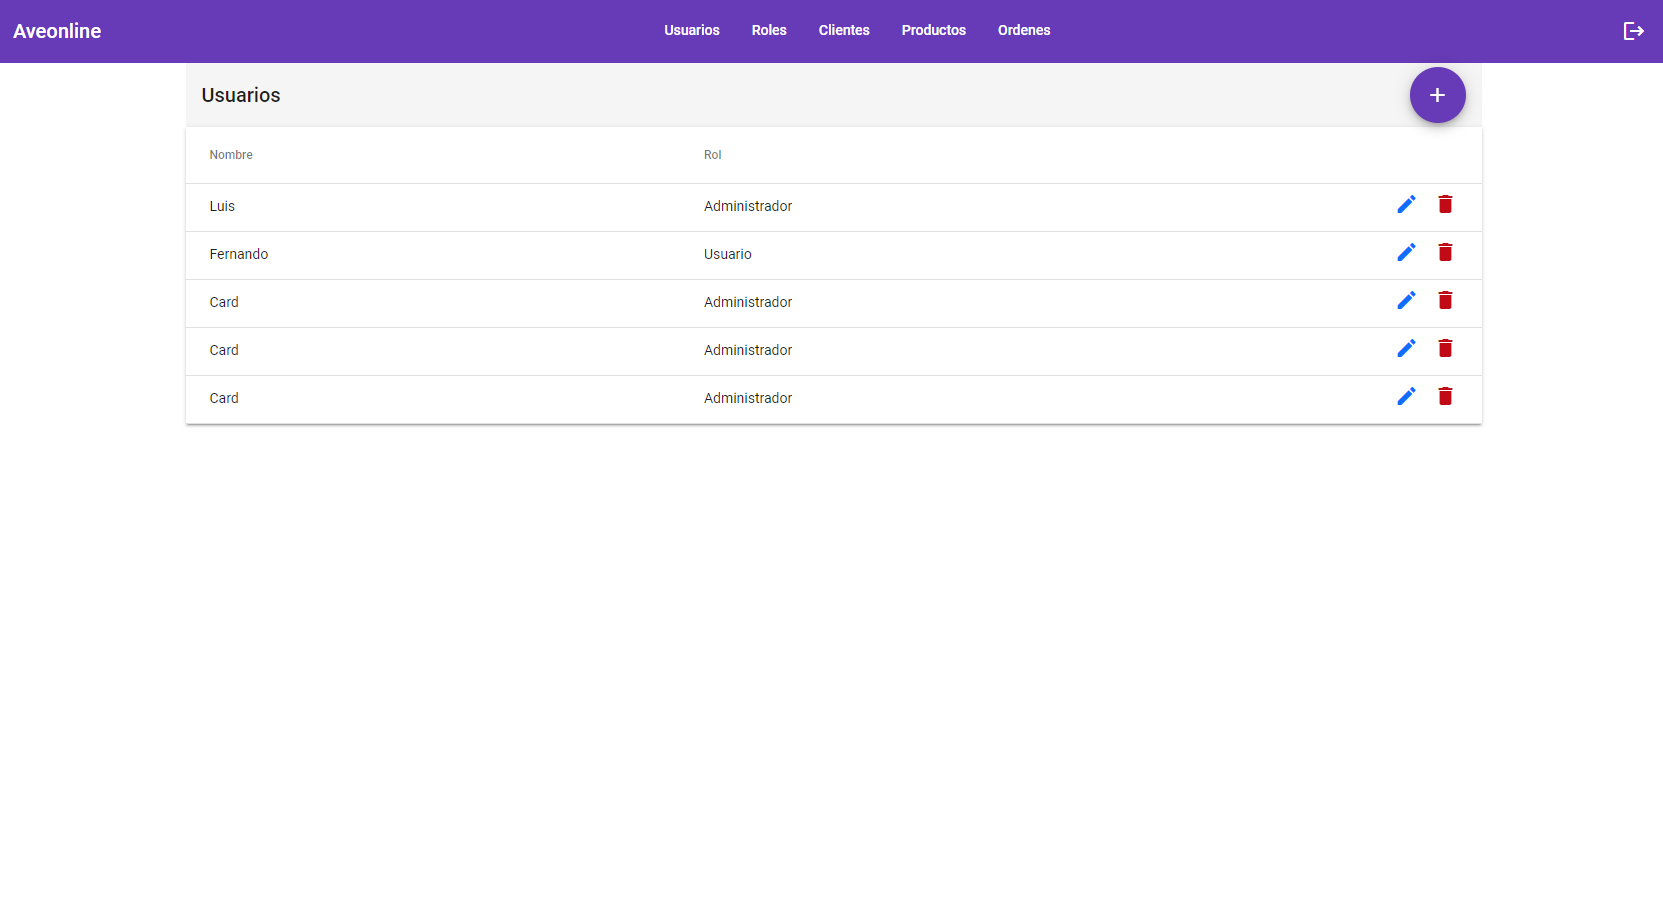 Aveonline Usuarios Roles Clientes Productos Ordenes
Usuarios +
Nombre Rol
Luis Administrador
Fernando Usuario
Card Administrador
Card Administrador
Card Administrador